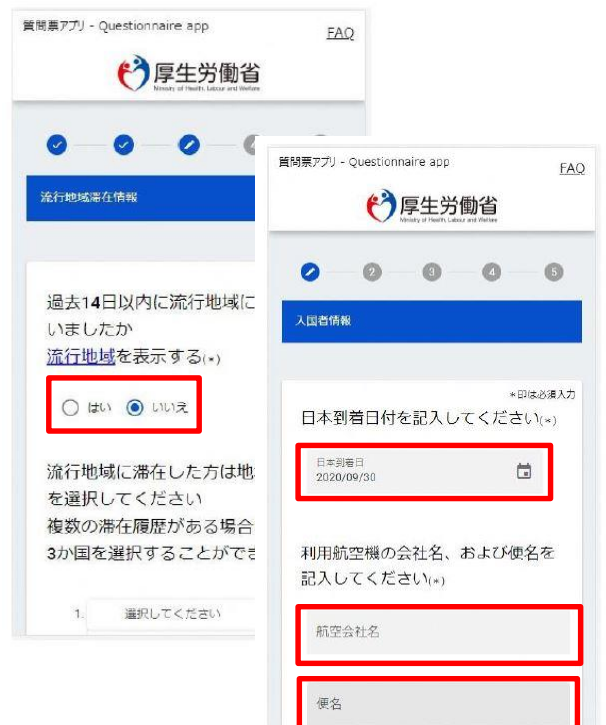 質問票アプリ - Questionnaire app
FAQ
厚生労働省
Ministry of Health, Labour and Welfare
流行地域滞在情報
過去14日以内に流行地域に
いましたか
流行地域を表示する(*)
はい
いいえ
流行地域に滞在した方は地
を選択してください
複数の滞在履歴がある場合
3か国を選択することができ
1. 選択してください
質問票アプリ - Questionnaire app
FAQ
厚生労働省
Ministry of Health, Labour and Welfare
2 3 4 5
入国者情報
*印は必須入力
日本到着日付を記入してください(*)
日本到着日
2020/09/30
利用航空機の会社名、および便名を
記入してください(*)
航空会社名
便名